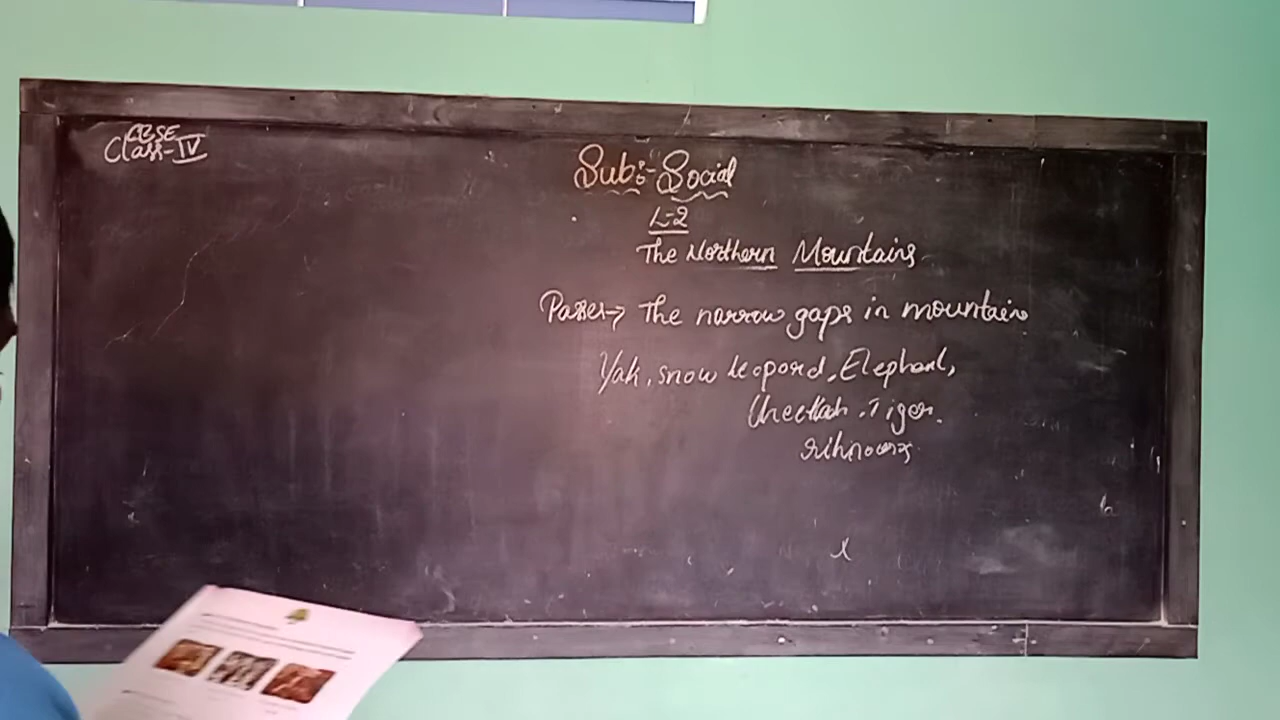 CBSE
Class-IV
Sub:-Social
L-2
The Northern Mountains
Passes→ The narrow gaps in mountains
Yak, snow leopard, Elephant,
Cheetah, Tiger.